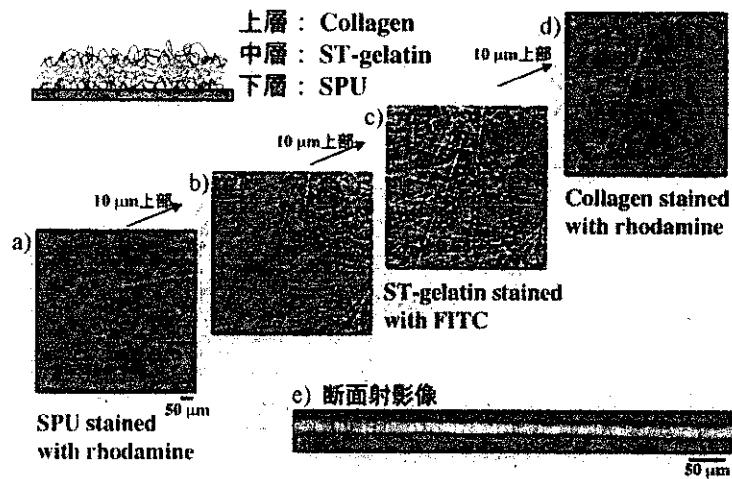 上層 : Collagen
中層 : ST-gelatin
下層 : SPU
d)
10 μm上部
c)
10 μm上部
b)
10 μm上部
a)
Collagen stained
with rhodamine
ST-gelatin stained
with FITC
50 μm
SPU stained
with rhodamine
e) 断面射影像
50 μm